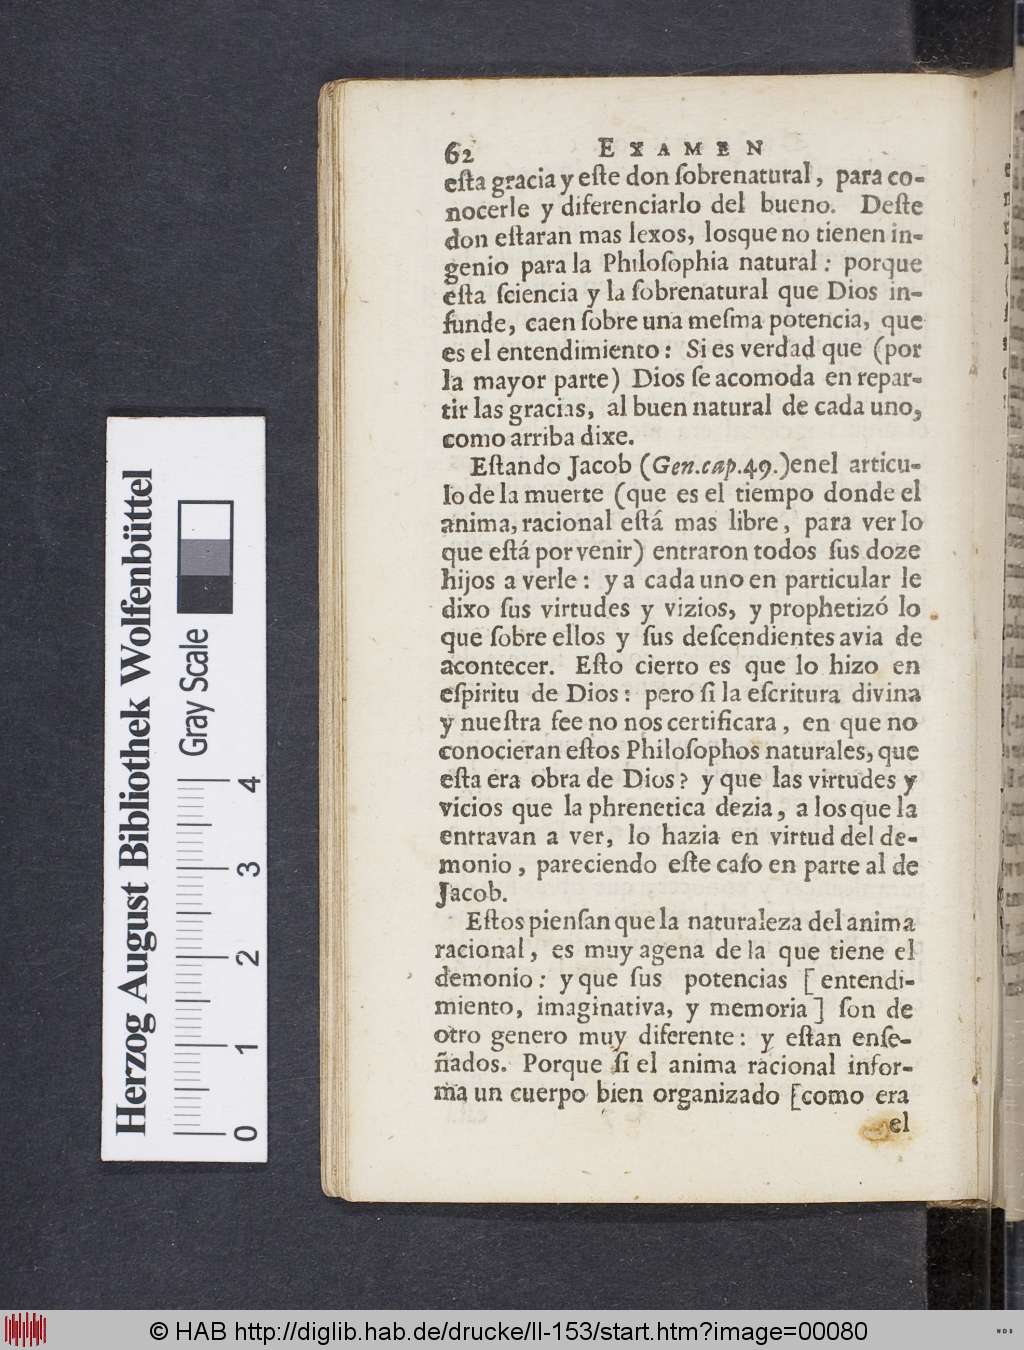 62 EXAMEN
eſta gracia y eſte don ſobrenatural, para co-
nocerle y diferenciarlo del bueno. Deſte
don eſtaran mas lexos, losque no tienen in-
genio para la Philoſophia natural: porque
eſta ſciencia y la ſobrenatural que Dios in-
funde, caen ſobre una meſma potencia, que
es el entendimiento: Si es verdad que (por
la mayor parte) Dios ſe acomoda en repar-
tir las gracias, al buen natural de cada uno,
como arriba dixe.
Eſtando Jacob (Gen.cap.49.) enel articu-
lo de la muerte (que es el tiempo donde el
anima, racional eſtá mas libre, para ver lo
que eſtá por venir) entraron todos ſus doze
hijos a verle: y a cada uno en particular le
dixo ſus virtudes y vizios, y prophetizó lo
que ſobre ellos y ſus deſcendientes avia de
acontecer. Eſto cierto es que lo hizo en
eſpiritu de Dios: pero ſi la eſcritura divina
y nueſtra fee no nos certificara, en que no
conocieran eſtos Philoſophos naturales, que
eſta era obra de Dios? y que las virtudes y
vicios que la phrenetica dezia, a los que la
entravan a ver, lo hazia en virtud del de-
monio, pareciendo eſte caſo en parte al de
Jacob.
Eſtos pienſan que la naturaleza del anima
racional, es muy agena de la que tiene el
demonio: y que ſus potencias [entendi-
miento, imaginativa, y memoria] ſon de
otro genero muy diferente: y eſtan enſe-
ñados. Porque ſi el anima racional infor-
ma un cuerpo bien organizado [como era
el
Herzog August Bibliothek Wolfenbüttel
Gray Scale
0 1 2 3 4
© HAB http://diglib.hab.de/drucke/ll-153/start.htm?image=00080